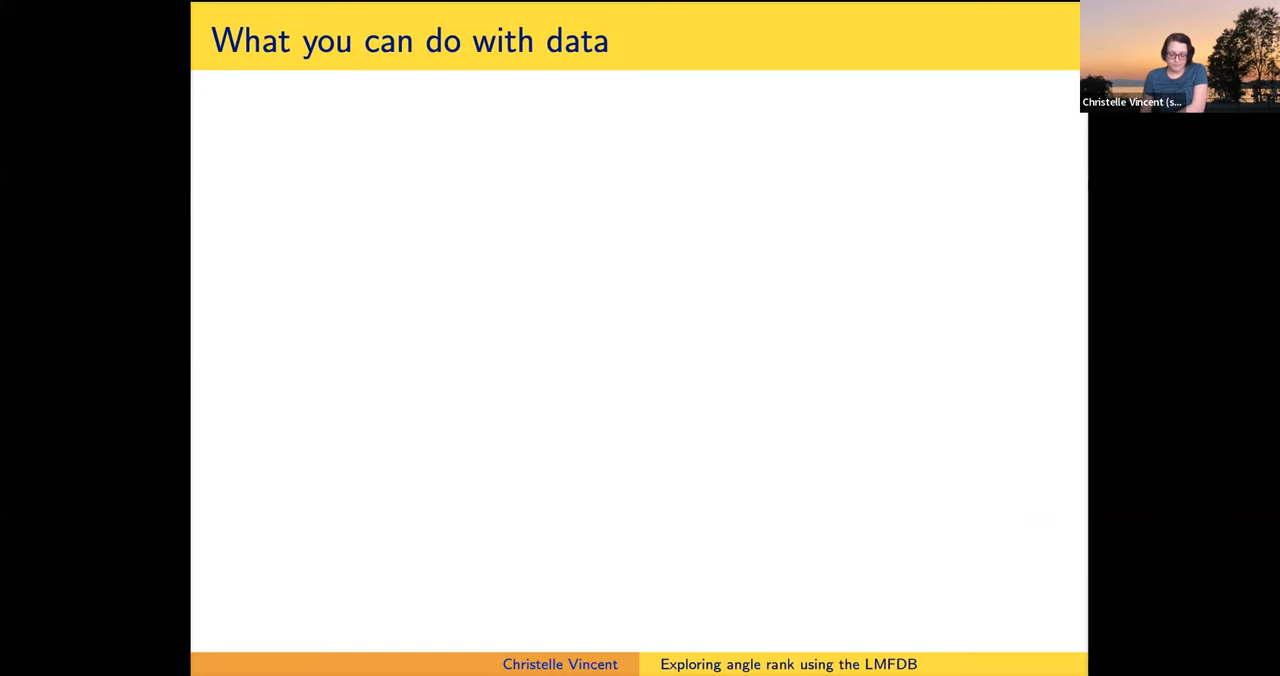 What you can do with data
Christelle Vincent (s...
Christelle Vincent
Exploring angle rank using the LMFDB